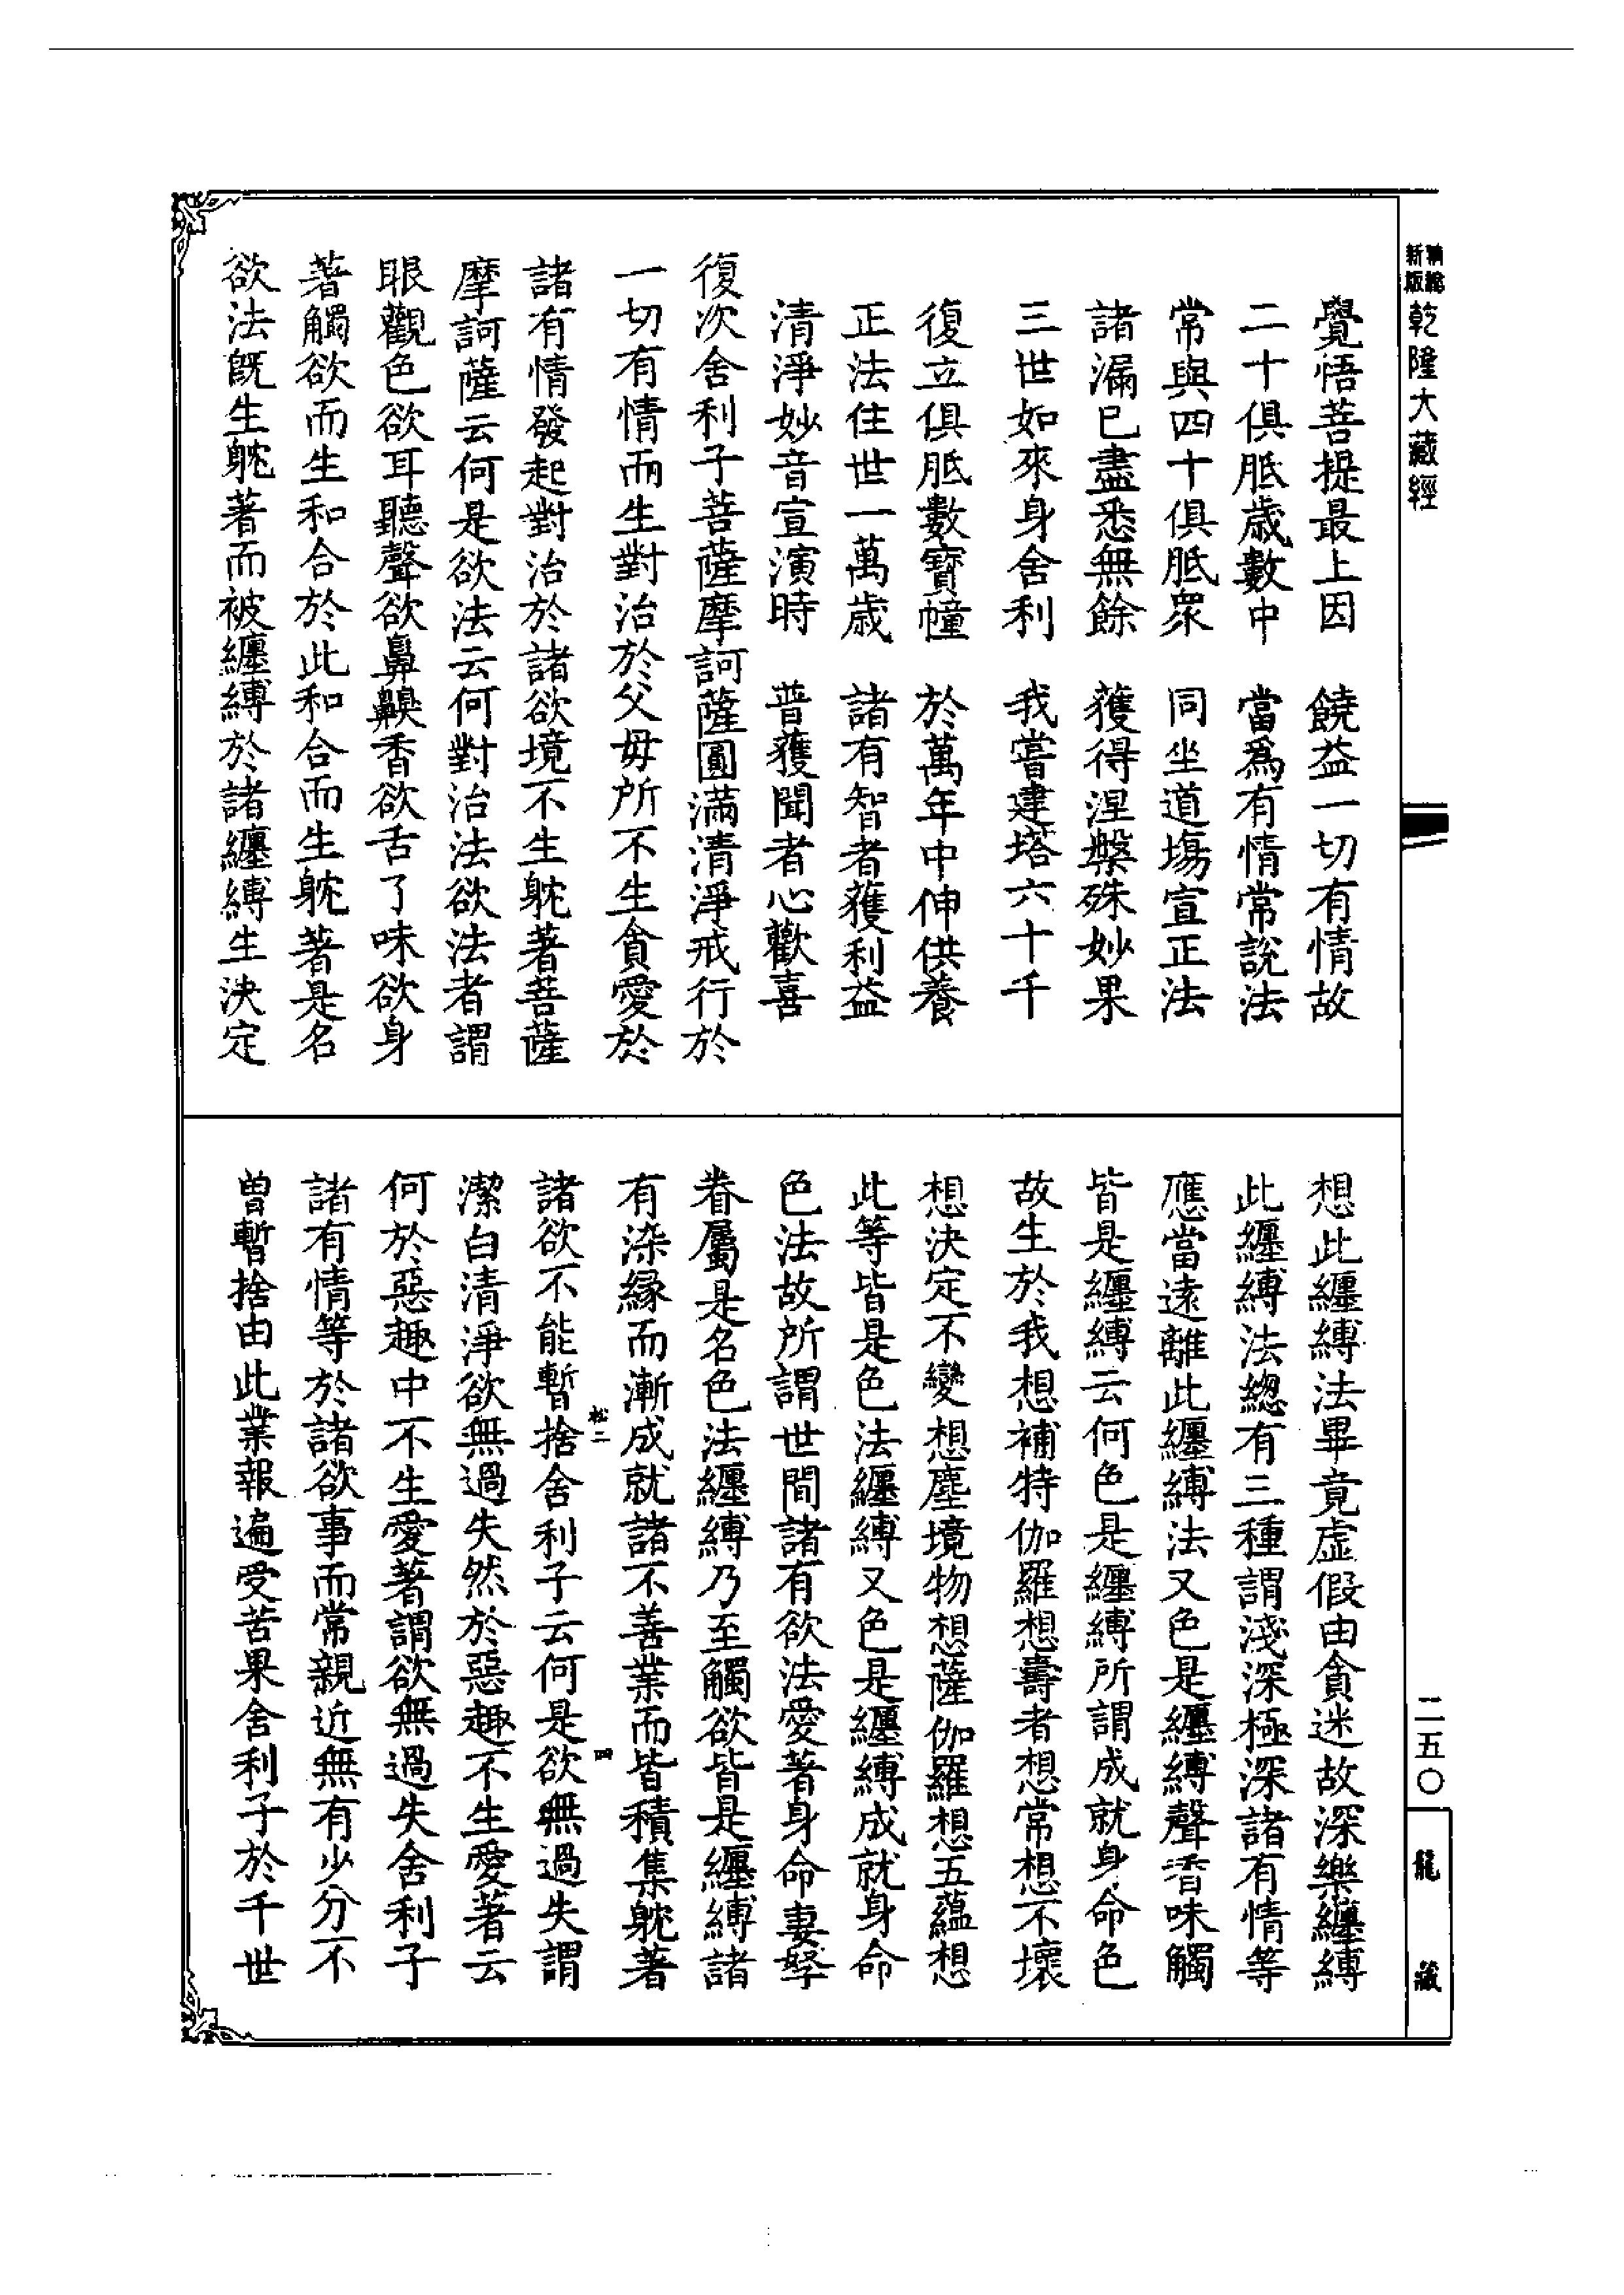 新版精縮乾隆大藏經
覺悟菩提最上因　饒益一切有情故
二十俱胝歲數中　當爲有情常說法
常與四十俱胝衆　同坐道塲宣正法
諸漏已盡悉無餘　獲得涅槃殊妙果
三世如來身舍利　我當建塔六十千
復立俱胝數寶幢　於萬年中伸供養
正法住世一萬歲　諸有智者獲利益
清淨妙音宣演時　普獲聞者心歡喜
復次舍利子菩薩摩訶薩圓滿清淨戒行於
一切有情而生對治於父母所不生貪愛於
諸有情發起對治於諸欲境不生躭著菩薩
摩訶薩云何是欲法云何對治法欲法者謂
眼觀色欲耳聽聲欲鼻齅香欲舌了味欲身
著觸欲而生和合於此和合而生躭著是名
欲法旣生躭著而被纏縛於諸纏縛生決定
想此纏縛法畢竟虛假由貪迷故深樂纏縛
此纏縛法總有三種謂淺深極深諸有情等
應當遠離此纏縛法又色是纏縛聲香味觸
皆是纏縛云何色是纏縛所謂成就身命色
故生於我想補特伽羅想壽者想常想不壞
想決定不變想塵境物想薩伽羅想五蘊想
此等皆是色法纏縛又色是纏縛成就身命
色法故所謂世間諸有欲法愛著身命妻孥
眷屬是名色法纏縛乃至觸欲皆是纏縛諸
有染緣而漸成就諸不善業而皆積集躭著
松二　四
諸欲不能暫捨舍利子云何是欲無過失謂
潔白清淨欲無過失然於惡趣不生愛著云
何於惡趣中不生愛著謂欲無過失舍利子
諸有情等於諸欲事而常親近無有少分不
曾暫捨由此業報遍受苦果舍利子於千世
二五〇
龍藏